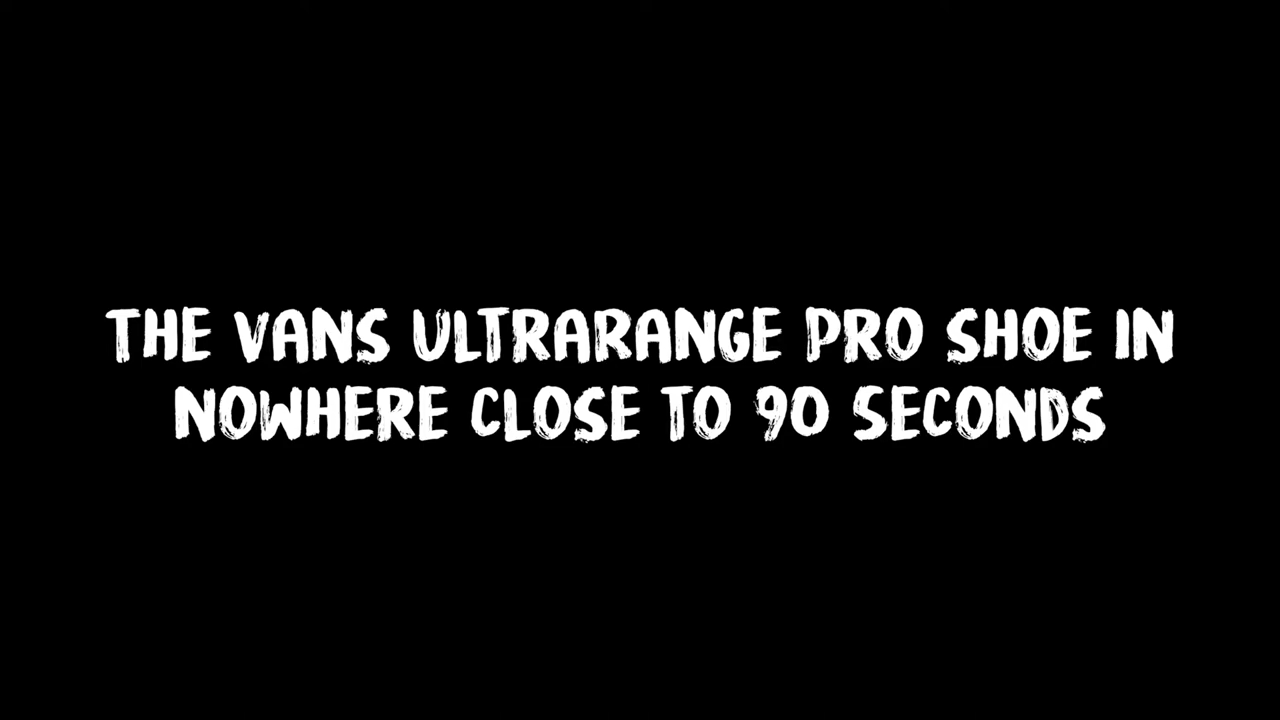 THE VANS ULTRARANGE PRO SHOE IN
NOWHERE CLOSE TO 90 SECONDS